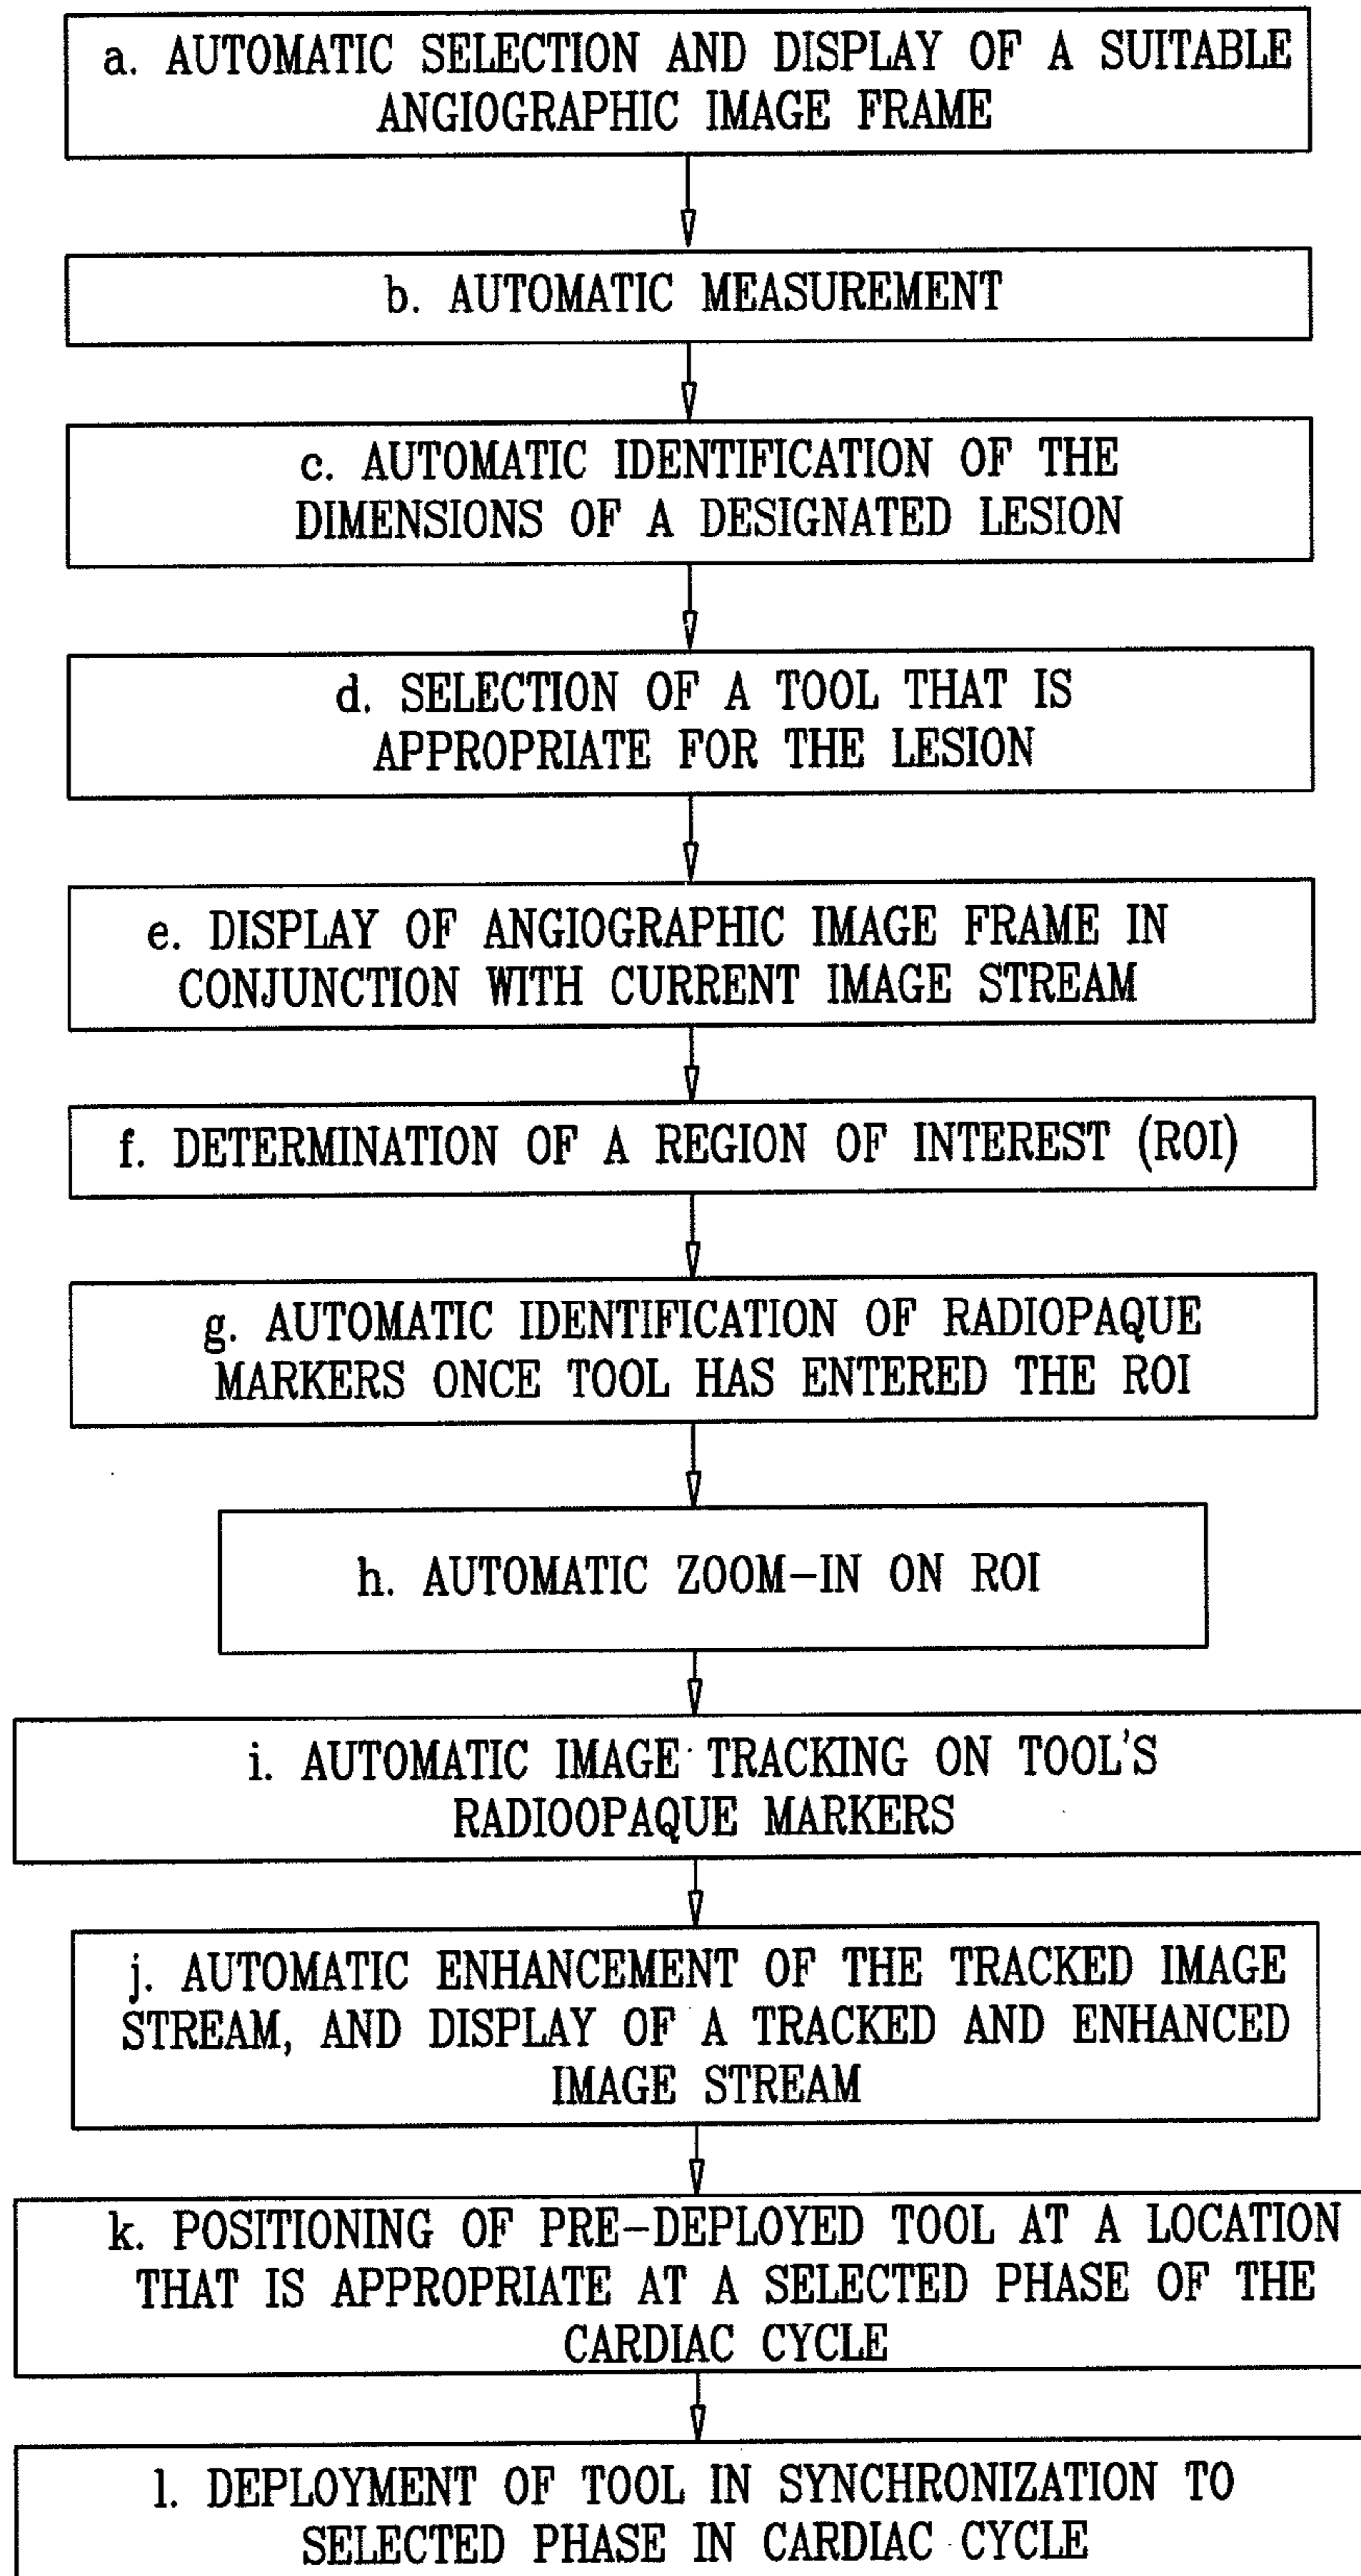 a. AUTOMATIC SELECTION AND DISPLAY OF A SUITABLE
ANGIOGRAPHIC IMAGE FRAME
b. AUTOMATIC MEASUREMENT
c. AUTOMATIC IDENTIFICATION OF THE
DIMENSIONS OF A DESIGNATED LESION
d. SELECTION OF A TOOL THAT IS
APPROPRIATE FOR THE LESION
e. DISPLAY OF ANGIOGRAPHIC IMAGE FRAME IN
CONJUNCTION WITH CURRENT IMAGE STREAM
f. DETERMINATION OF A REGION OF INTEREST (ROI)
g. AUTOMATIC IDENTIFICATION OF RADIOPAQUE
MARKERS ONCE TOOL HAS ENTERED THE ROI
h. AUTOMATIC ZOOM-IN ON ROI
i. AUTOMATIC IMAGE TRACKING ON TOOL'S
RADIOOPAQUE MARKERS
j. AUTOMATIC ENHANCEMENT OF THE TRACKED IMAGE
STREAM, AND DISPLAY OF A TRACKED AND ENHANCED
IMAGE STREAM
k. POSITIONING OF PRE-DEPLOYED TOOL AT A LOCATION
THAT IS APPROPRIATE AT A SELECTED PHASE OF THE
CARDIAC CYCLE
l. DEPLOYMENT OF TOOL IN SYNCHRONIZATION TO
SELECTED PHASE IN CARDIAC CYCLE